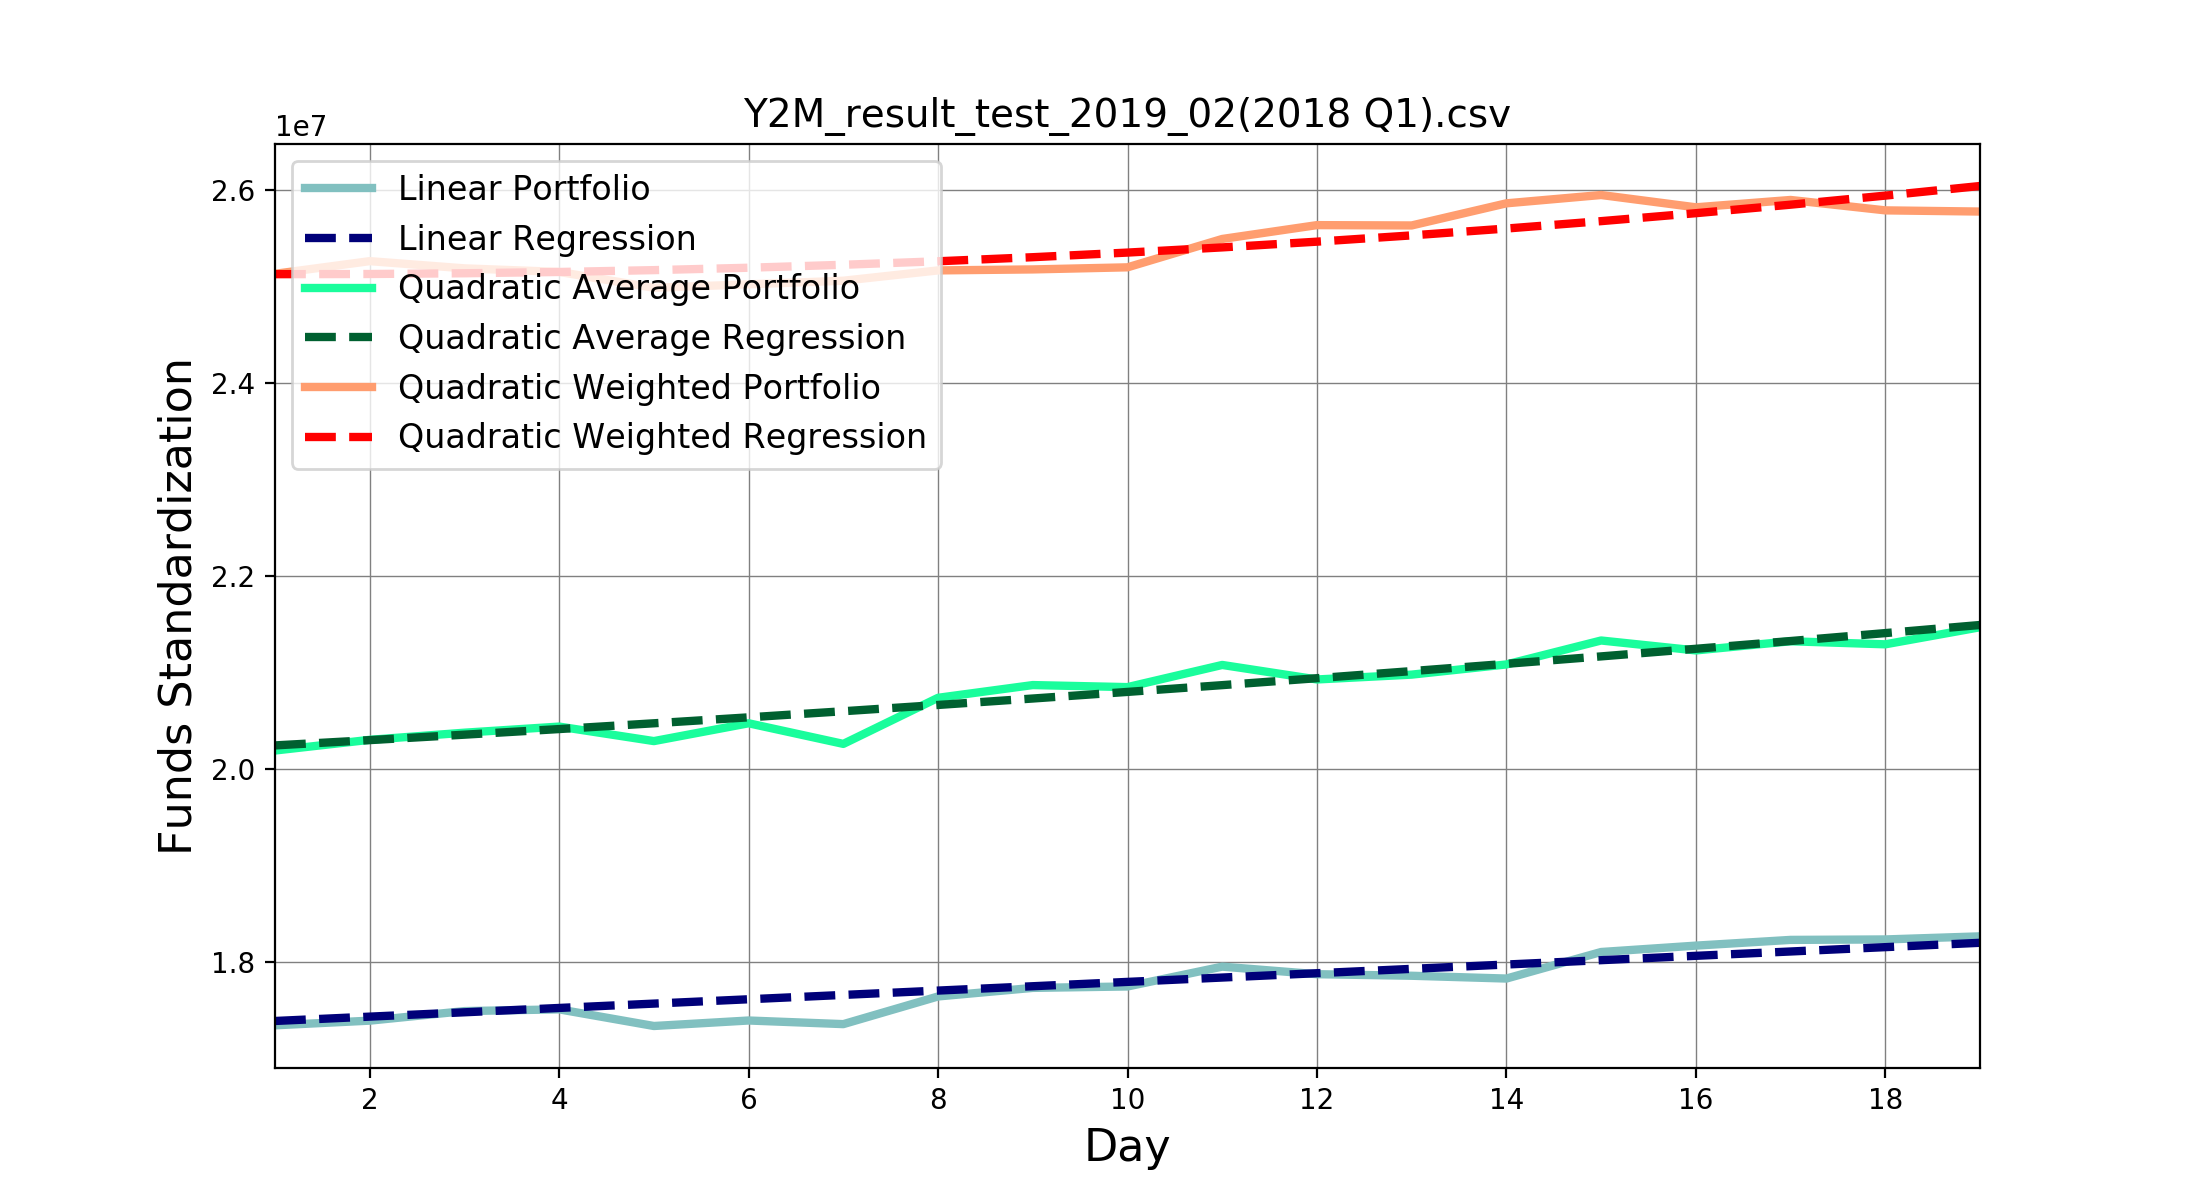 Y2M_result_test_2019_02(2018 Q1).csv
1e7
2.6
2.4
2.2
2.0
1.8
Funds Standardization
Linear Portfolio
Linear Regression
Quadratic Average Portfolio
Quadratic Average Regression
Quadratic Weighted Portfolio
Quadratic Weighted Regression
2 4 6 8 10 12 14 16 18
Day